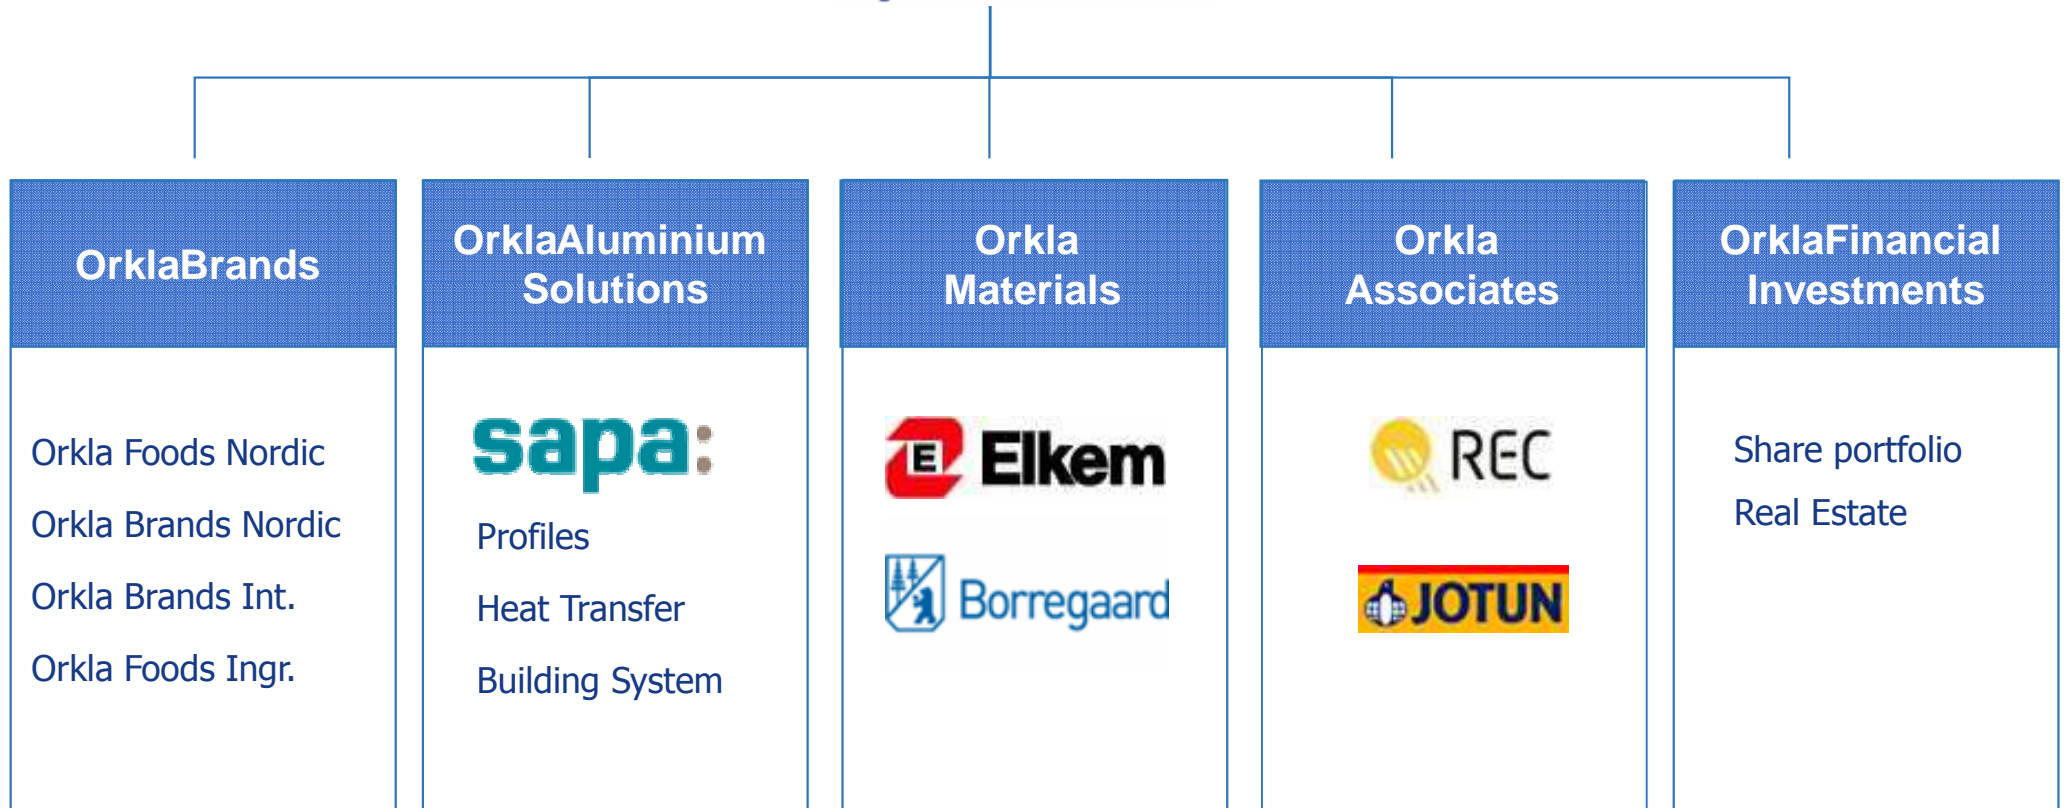 OrklaBrands
Orkla Foods Nordic
Orkla Brands Nordic
Orkla Brands Int.
Orkla Foods Ingr.
OrklaAluminium
Solutions
sapa:
Profiles
Heat Transfer
Building System
Orkla
Materials
E Elkem
Borregaard
Orkla
Associates
REC
JOTUN
OrklaFinancial
Investments
Share portfolio
Real Estate